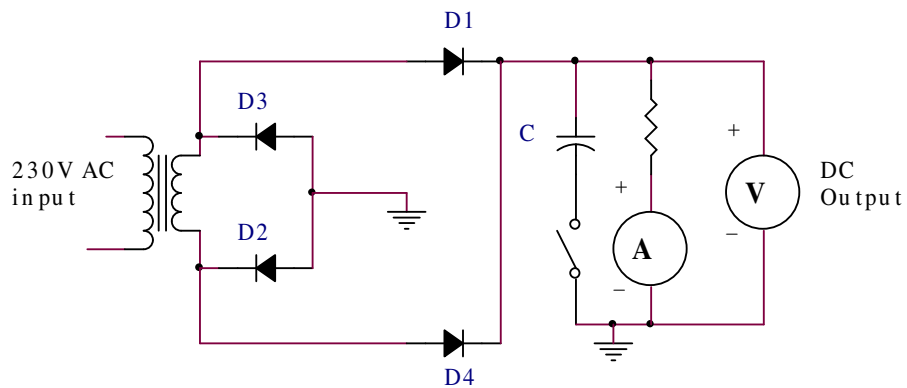 D1
D3
230V AC
input
D2
D4
C
+
A
–
+
V
–
DC
Output